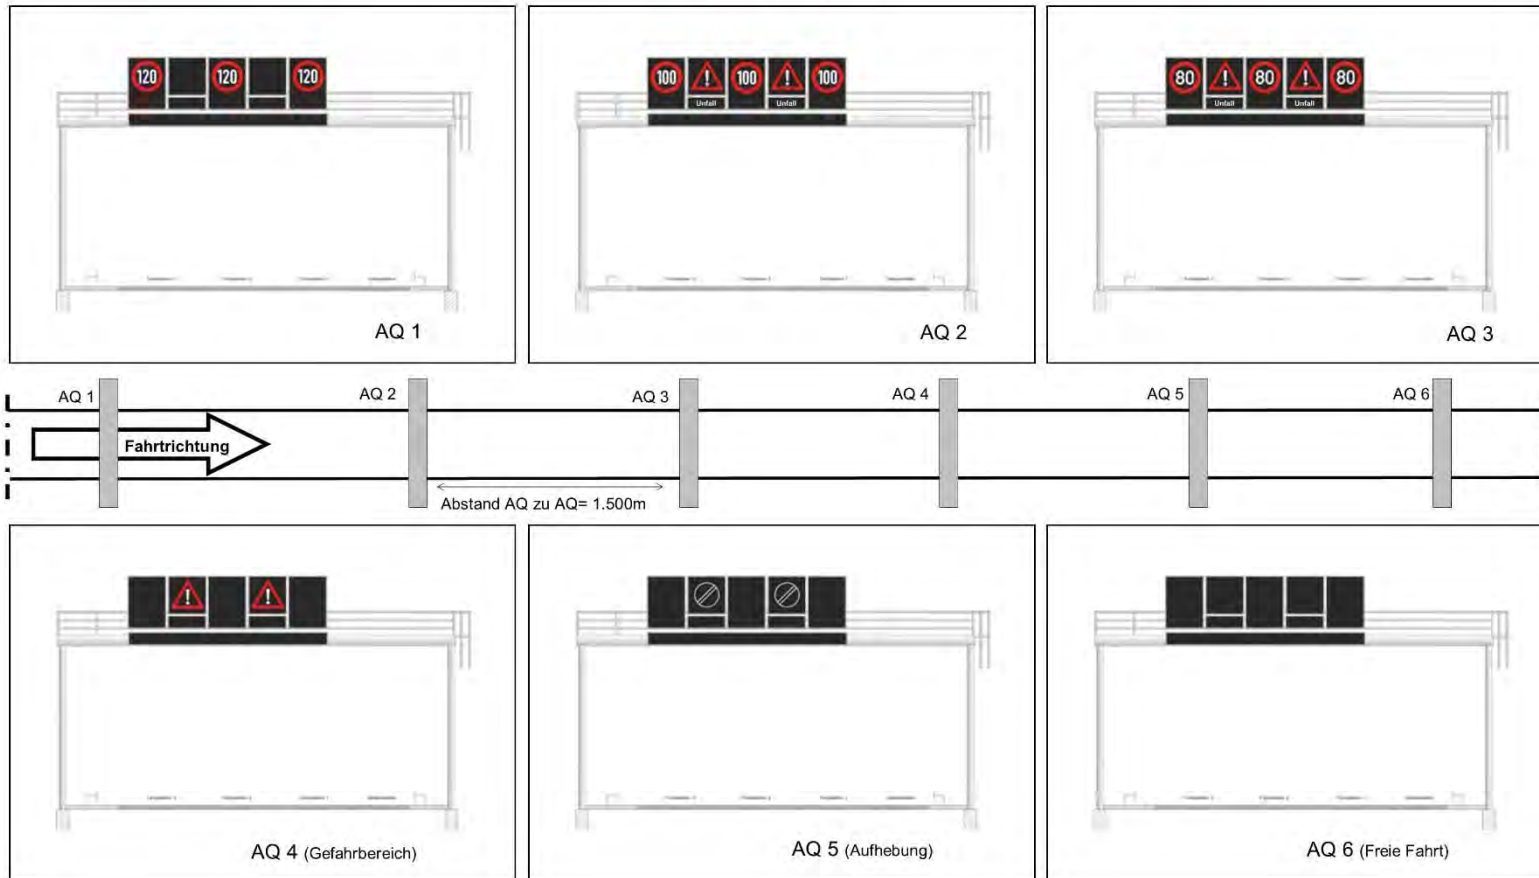 120 120 120
AQ 1
100 ! 100 ! 100
Unfall Unfall
AQ 2
80 ! 80 ! 80
Unfall Unfall
AQ 3
AQ 1 AQ 2 AQ 3 AQ 4 AQ 5 AQ 6
Fahrtrichtung
Abstand AQ zu AQ= 1.500m
! !
AQ 4 (Gefahrbereich)
AQ 5 (Aufhebung)
AQ 6 (Freie Fahrt)